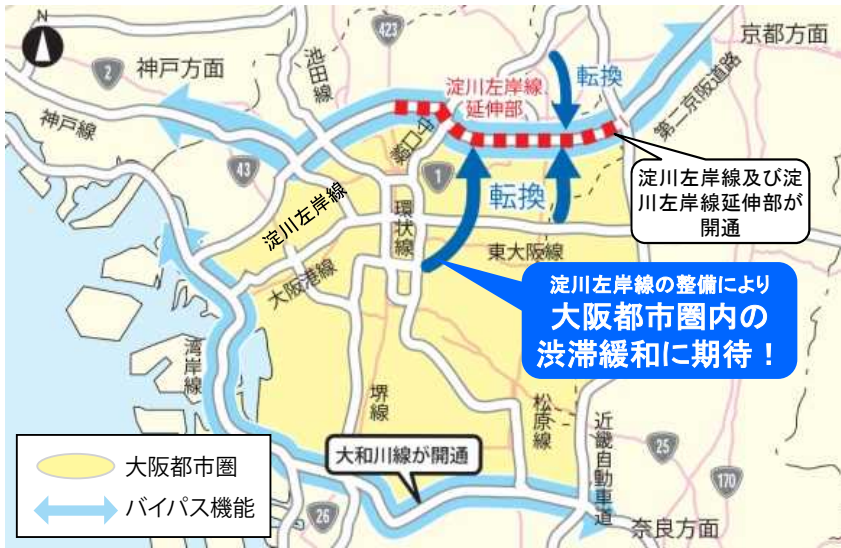 N
423
京都方面
2
神戸方面
池田線
淀川左岸線
延伸部
転換
第二京阪道路
神戸線
守口線
43
1
淀川左岸線及び淀
川左岸線延伸部が
開通
転換
淀川左岸線
環状線
東大阪線
大阪港線
淀川左岸線の整備により
大阪都市圏内の
渋滞緩和に期待！
湾岸線
堺線
松原線
近畿自動車道
大和川線が開通
25
大阪都市圏
170
バイパス機能
26
奈良方面